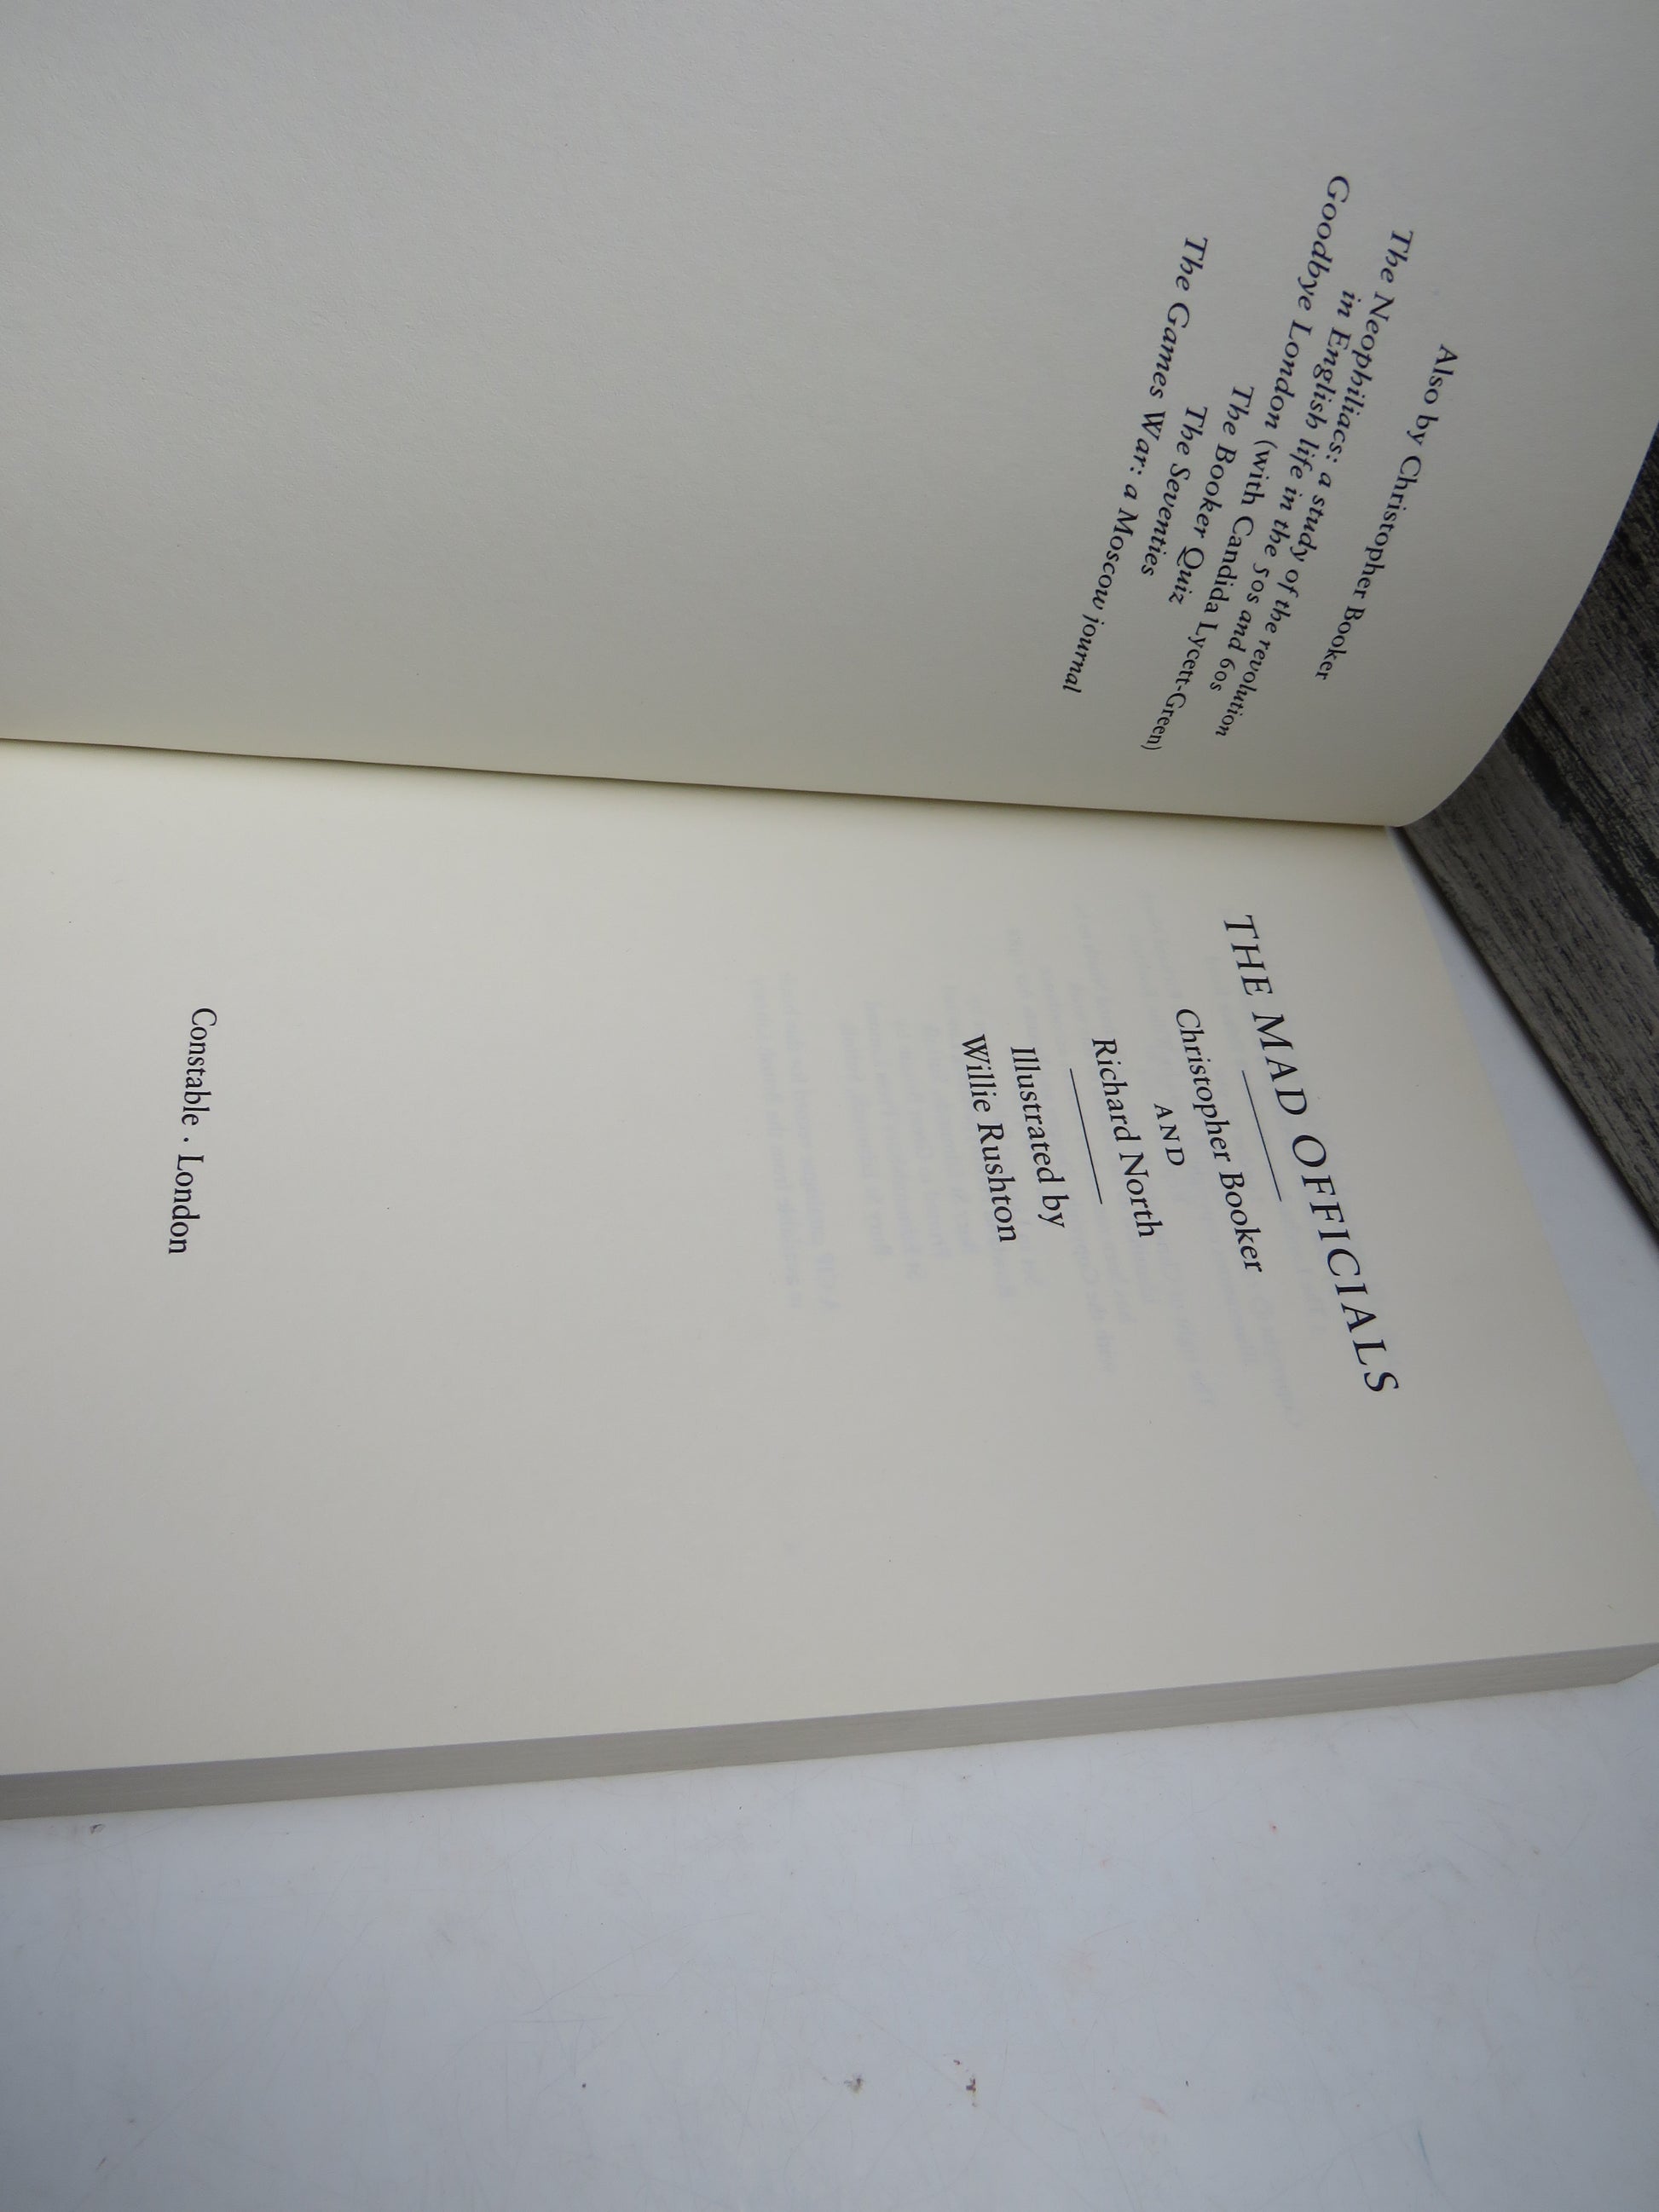 Also by Christopher Booker
The Neophiliacs: a study of the revolution
in English life in the 50s and 60s
Goodbye London (with Candida Lycett-Green)
The Booker Quiz
The Seventies
The Games War: a Moscow journal
THE MAD OFFICIALS
Christopher Booker
AND
Richard North
Illustrated by
Willie Rushton
Constable . London